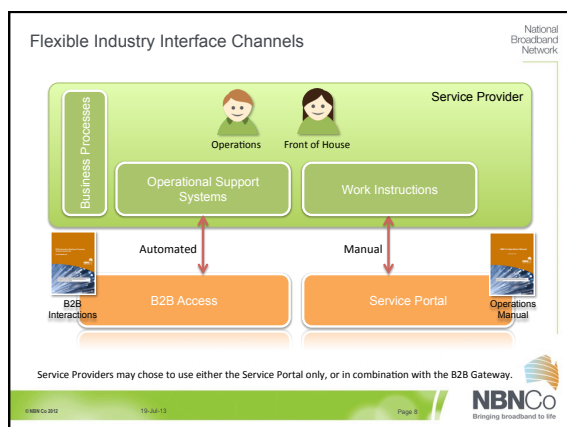 Flexible Industry Interface Channels
National
Broadband
Network
Service Provider
Business Processes
Operations
Front of House
Operational Support
Systems
Work Instructions
Automated
Manual
B2B
Interactions
B2B Access
Service Portal
Operations
Manual
Service Providers may chose to use either the Service Portal only, or in combination with the B2B Gateway.
© NBN Co 2012
19-Jul-13
Page 8
NBNCo
Bringing broadband to life